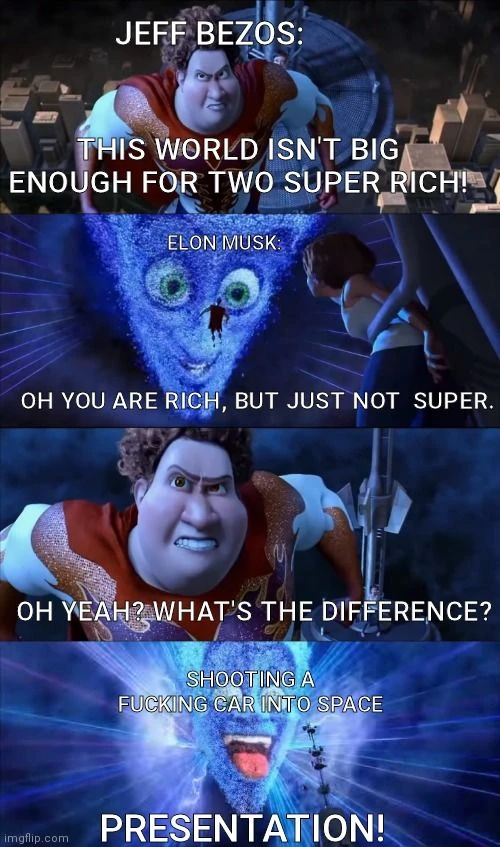 JEFF BEZOS:
THIS WORLD ISN'T BIG
ENOUGH FOR TWO SUPER RICH!
ELON MUSK:
OH YOU ARE RICH, BUT JUST NOT SUPER.
OH YEAH? WHAT'S THE DIFFERENCE?
SHOOTING A
FUCKING CAR INTO SPACE
PRESENTATION!
imgflip.com